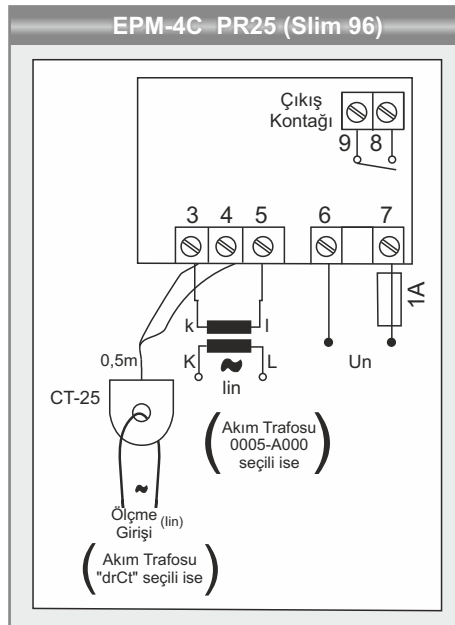 EPM-4C PR25 (Slim 96)
Çıkış
Kontağı
9 8
3 4 5 6 7
1A
k l
0,5m
K L
Un
Iin
CT-25
(Akım Trafosu
0005-A000
seçili ise)
Ölçme (Iin)
Girişi
(Akım Trafosu
"drCt" seçili ise)